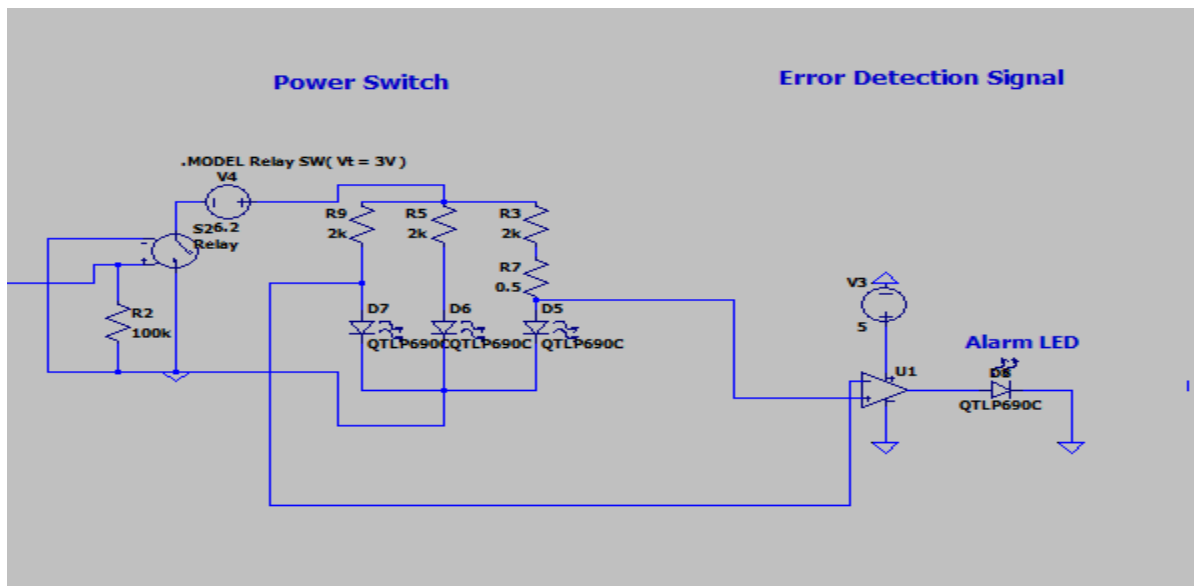 Power Switch
Error Detection Signal
.MODEL Relay SW( Vt = 3V )
V4
6.2
S2
Relay
R2
100k
R9
2k
R5
2k
R3
2k
R7
0.5
D7
QTLP690C
D6
QTLP690C
D5
QTLP690C
V3
5
U1
Alarm LED
D8
QTLP690C